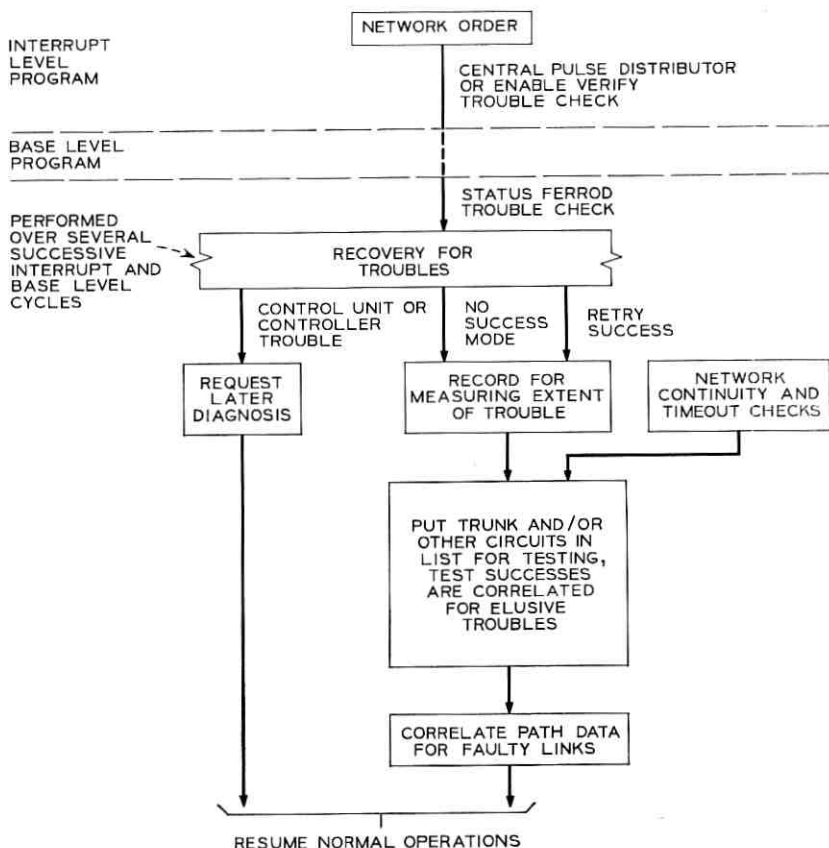 NETWORK ORDER
INTERRUPT
LEVEL
PROGRAM
CENTRAL PULSE DISTRIBUTOR
OR ENABLE VERIFY
TROUBLE CHECK
BASE LEVEL
PROGRAM
STATUS FERROD
TROUBLE CHECK
PERFORMED
OVER SEVERAL
SUCCESSIVE
INTERRUPT AND
BASE LEVEL
CYCLES
RECOVERY FOR
TROUBLES
CONTROL UNIT OR
CONTROLLER
TROUBLE
NO
SUCCESS
MODE
RETRY
SUCCESS
REQUEST
LATER
DIAGNOSIS
RECORD FOR
MEASURING EXTENT
OF TROUBLE
NETWORK
CONTINUITY AND
TIMEOUT CHECKS
PUT TRUNK AND/OR
OTHER CIRCUITS IN
LIST FOR TESTING,
TEST SUCCESSES
ARE CORRELATED
FOR ELUSIVE
TROUBLES
CORRELATE PATH DATA
FOR FAULTY LINKS
RESUME NORMAL OPERATIONS